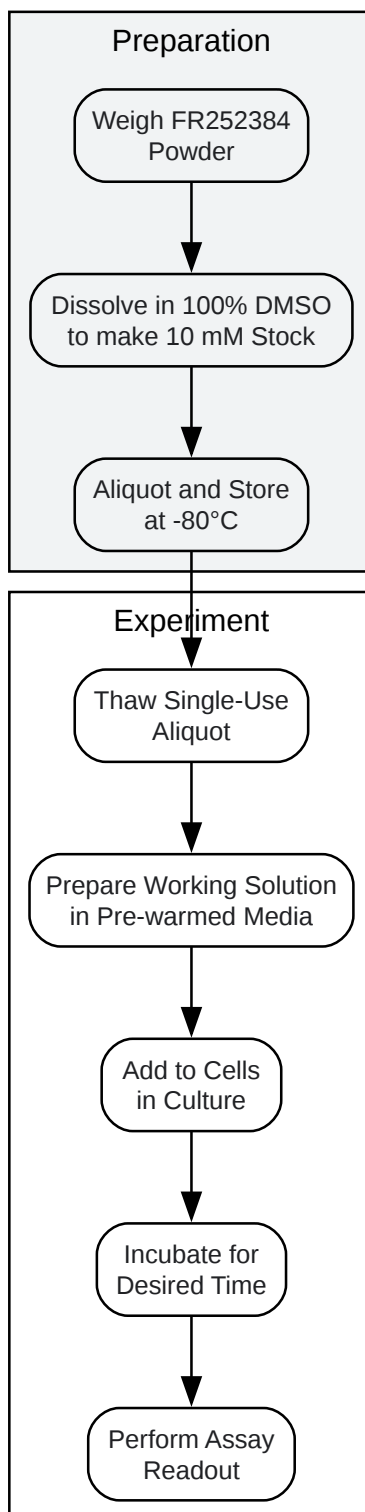 Preparation
Weigh FR252384
Powder
Dissolve in 100% DMSO
to make 10 mM Stock
Aliquot and Store
at -80°C
Experiment
Thaw Single-Use
Aliquot
Prepare Working Solution
in Pre-warmed Media
Add to Cells
in Culture
Incubate for
Desired Time
Perform Assay
Readout